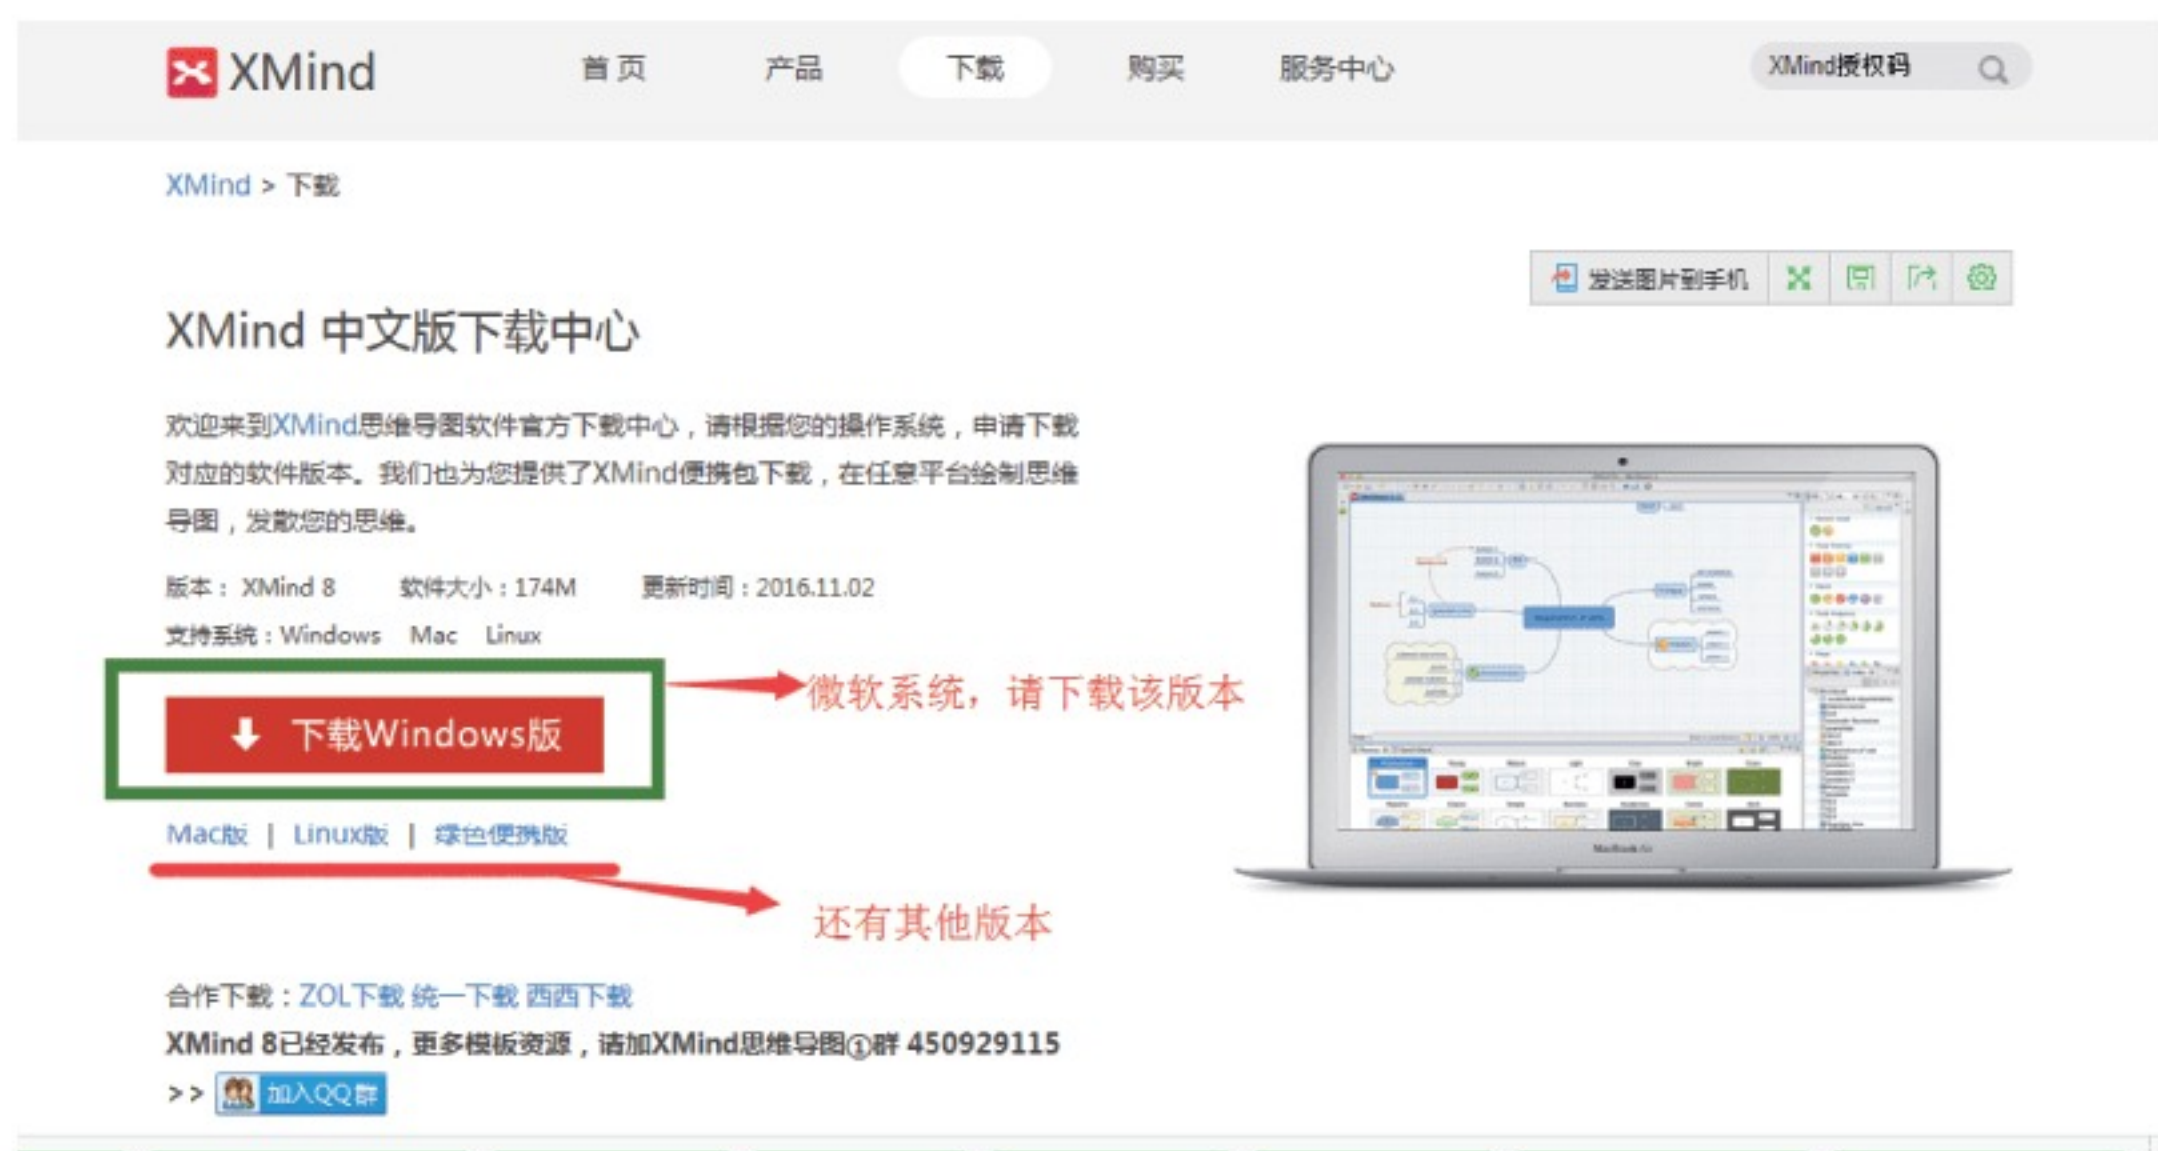 XMind 首页 产品 下载 购买 服务中心 XMind授权码
XMind > 下载
发送图片到手机
XMind 中文版下载中心
欢迎来到XMind思维导图软件官方下载中心，请根据您的操作系统，申请下载
对应的软件版本。我们也为您提供了XMind便携包下载，在任意平台绘制思维
导图，发散您的思维。
版本： XMind 8 软件大小：174M 更新时间：2016.11.02
支持系统：Windows Mac Linux
微软系统，请下载该版本
下载Windows版
Mac版 | Linux版 | 绿色便携版
还有其他版本
MacBook Air
合作下载：ZOL下载 统一下载 西西下载
XMind 8已经发布，更多模板资源，请加XMind思维导图①群 450929115
>> 加入QQ群